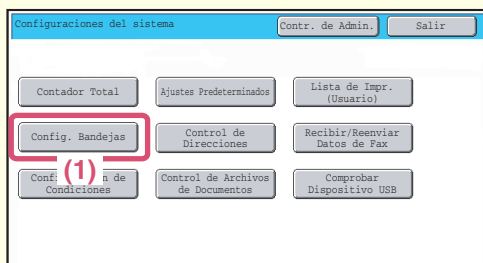 Configuraciones del sistema
Contr. de Admin.
Salir
Contador Total
Ajustes Predeterminados
Lista de Impr.
(Usuario)
Config. Bandejas
Control de
Direcciones
Recibir/Reenviar
Datos de Fax
(1)
de
Condiciones
Control de Archivos
de Documentos
Comprobar
Dispositivo USB